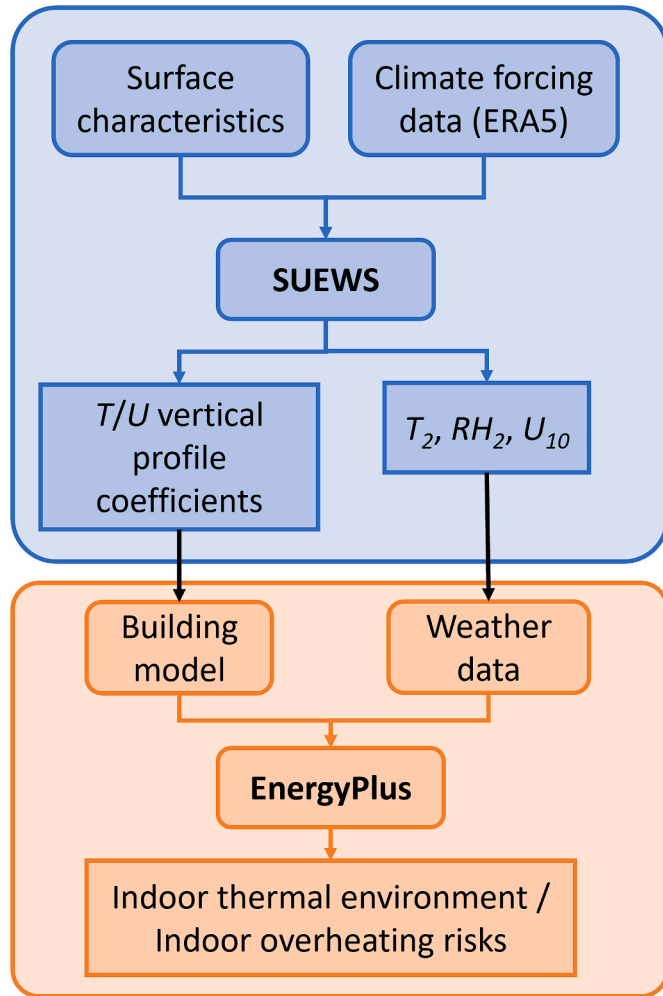 Surface
characteristics
Climate forcing
data (ERA5)
SUEWS
T/U vertical
profile
coefficients
T₂, RH₂, U₁₀
Building
model
Weather
data
EnergyPlus
Indoor thermal environment /
Indoor overheating risks